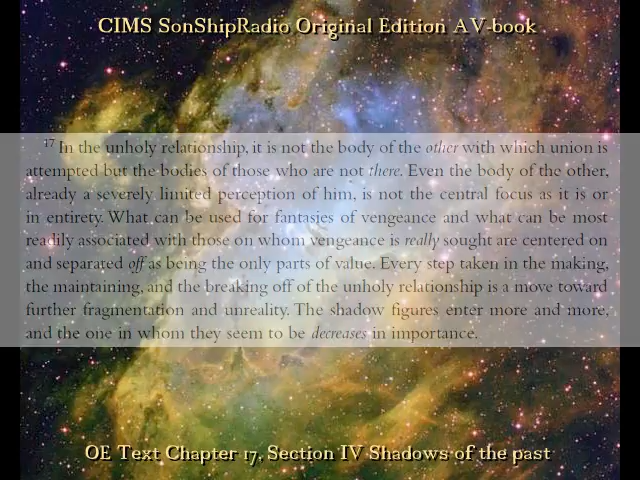 CIMS SonShipRadio Original Edition AV-book
17 In the unholy relationship, it is not the body of the other with which union is
attempted but the bodies of those who are not there. Even the body of the other,
already a severely limited perception of him, is not the central focus as it is or
in entirety. What can be used for fantasies of vengeance and what can be most
readily associated with those on whom vengeance is really sought are centered on
and separated off as being the only parts of value. Every step taken in the making,
the maintaining, and the breaking off of the unholy relationship is a move toward
further fragmentation and unreality. The shadow figures enter more and more,
and the one in whom they seem to be decreases in importance.
OE Text Chapter 17, Section IV Shadows of the past